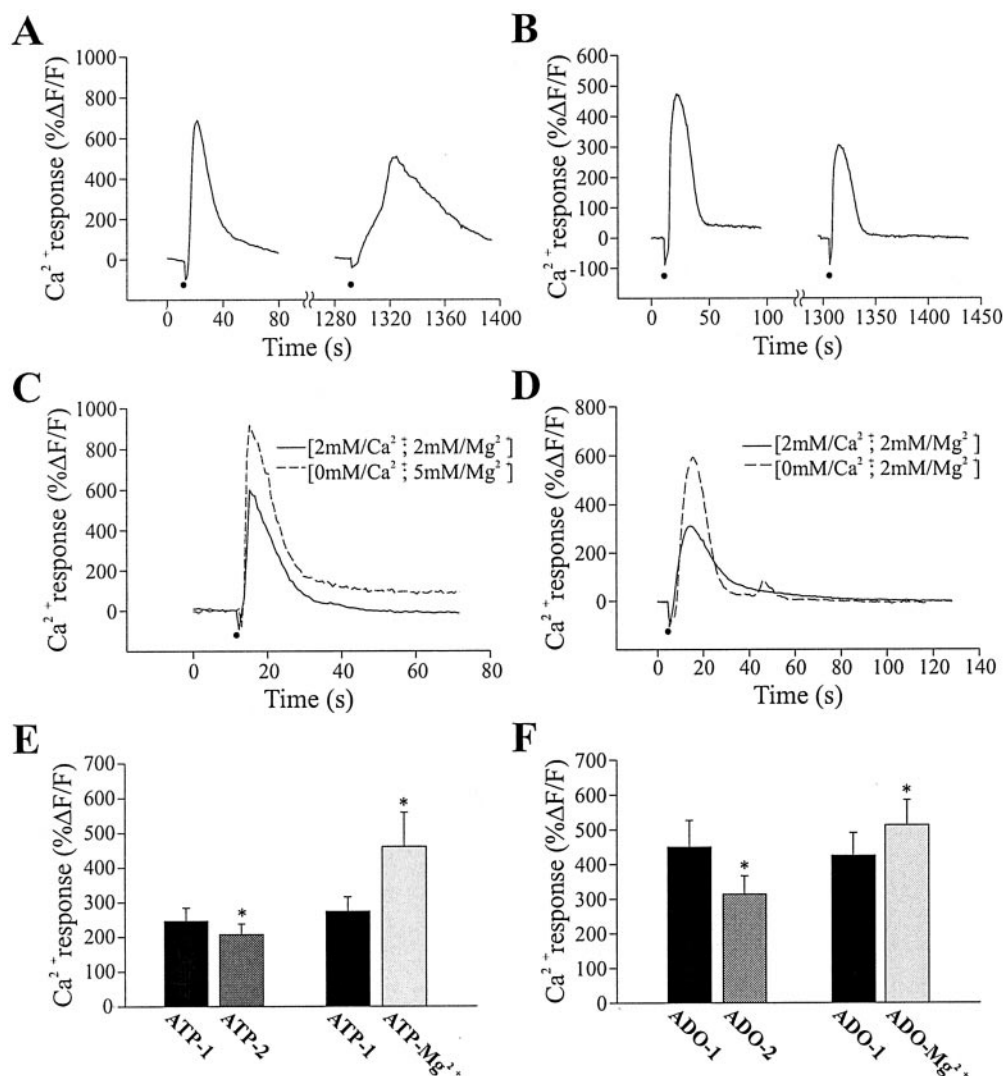 A
Ca²⁺ response (%ΔF/F)
1000
800
600
400
200
0
0 40 80 1280 1320 1360 1400
Time (s)
B
Ca²⁺ response (%ΔF/F)
600
500
400
300
200
100
0
-100
0 50 100 1300 1350 1400 1450
Time (s)
C
Ca²⁺ response (%ΔF/F)
1000
800
600
400
200
0
[2mM/Ca²⁺; 2mM/Mg²]
[0mM/Ca²⁺; 5mM/Mg²]
0 20 40 60 80
Time (s)
D
Ca²⁺ response (%ΔF/F)
800
600
400
200
0
[2mM/Ca²⁺; 2mM/Mg²]
[0mM/Ca²⁺; 2mM/Mg²]
0 20 40 60 80 100 120 140
Time (s)
E
Ca²⁺ response (%ΔF/F)
700
600
500
400
300
200
100
0
* *
ATP-1 ATP-2 ATP-1 ATP-Mg²⁺
F
Ca²⁺ response (%ΔF/F)
700
600
500
400
300
200
100
0
* *
ADO-1 ADO-2 ADO-1 ADO-Mg²⁺